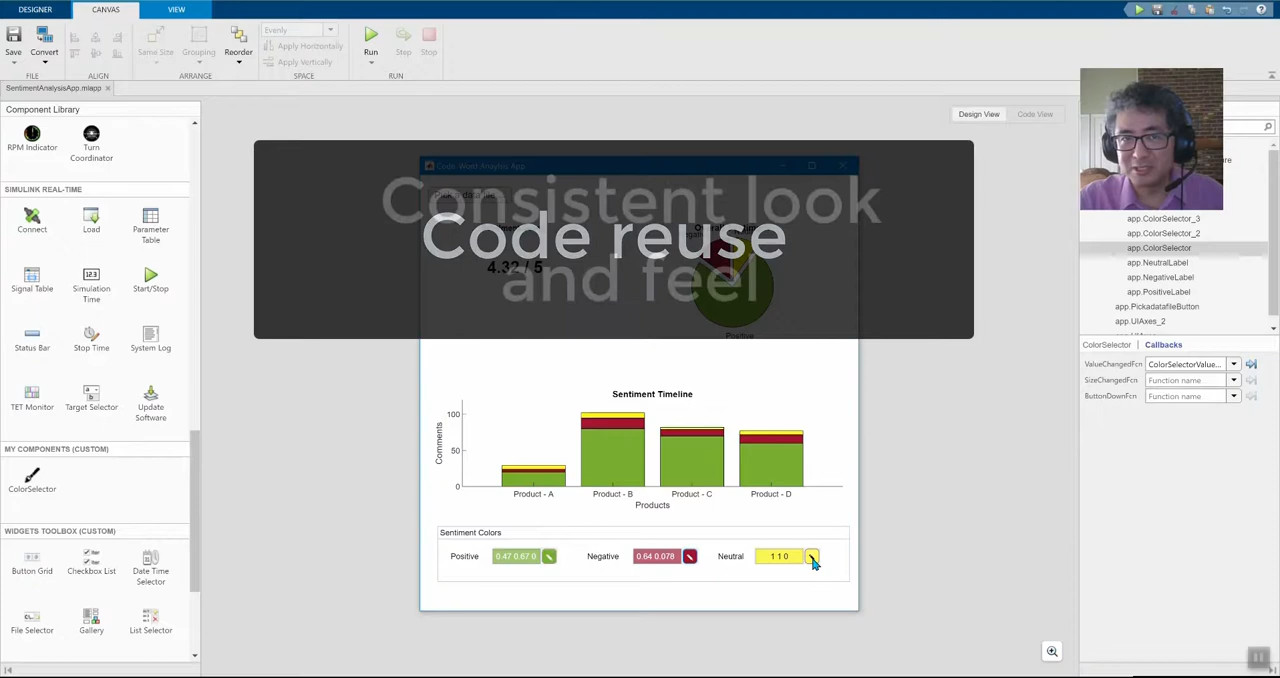 DESIGNER
CANVAS
VIEW
Save
Convert
Same Size
Grouping
Reorder
Evenly
Apply Horizontally
Apply Vertically
Run
Step
Stop
FILE
ALIGN
ARRANGE
SPACE
RUN
SentimentAnalysisApp.mlapp
Component Library
RPM Indicator
Turn
Coordinator
SIMULINK REAL-TIME
Connect
Load
Parameter
Table
Signal Table
Simulation
Time
Start/Stop
Status Bar
Stop Time
System Log
TET Monitor
Target Selector
Update
Software
MY COMPONENTS (CUSTOM)
ColorSelector
WIDGETS TOOLBOX (CUSTOM)
Button Grid
Checkbox List
Date Time
Selector
File Selector
Gallery
List Selector
Design View
Code View
Consistent look
and feel
Code reuse
4.32 / 5
Positive
Sentiment Timeline
Comments
100
50
0
Product - A
Product - B
Product - C
Product - D
Products
Sentiment Colors
Positive
0.47 0.67 0
Negative
0.64 0.078
Neutral
1 1 0
app.ColorSelector_3
app.ColorSelector_2
app.ColorSelector
app.NeutralLabel
app.NegativeLabel
app.PositiveLabel
app.PickadatafileButton
app.UIAxes_2
ColorSelector
Callbacks
ValueChangedFcn
ColorSelectorValue...
SizeChangedFcn
Function name
ButtonDownFcn
Function name